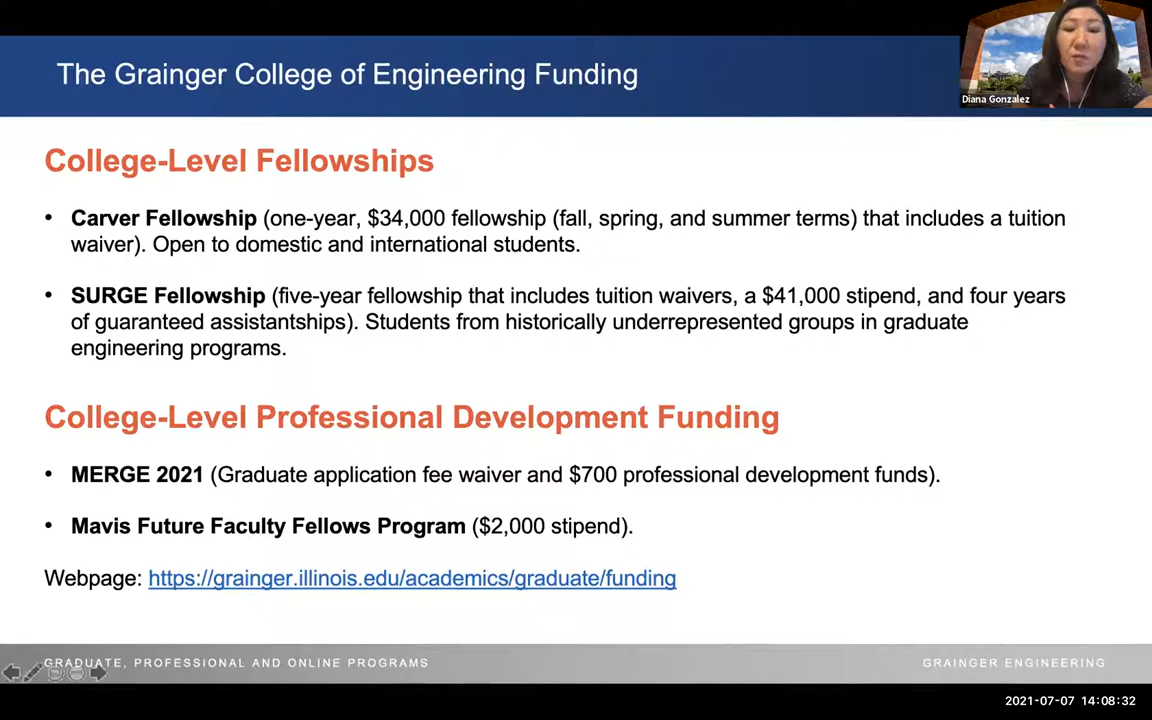 The Grainger College of Engineering Funding
Diana Gonzalez
College-Level Fellowships
• Carver Fellowship (one-year, $34,000 fellowship (fall, spring, and summer terms) that includes a tuition
waiver). Open to domestic and international students.
• SURGE Fellowship (five-year fellowship that includes tuition waivers, a $41,000 stipend, and four years
of guaranteed assistantships). Students from historically underrepresented groups in graduate
engineering programs.
College-Level Professional Development Funding
• MERGE 2021 (Graduate application fee waiver and $700 professional development funds).
• Mavis Future Faculty Fellows Program ($2,000 stipend).
Webpage: https://grainger.illinois.edu/academics/graduate/funding
GRADUATE, PROFESSIONAL AND ONLINE PROGRAMS
GRAINGER ENGINEERING
2021-07-07 14:08:32